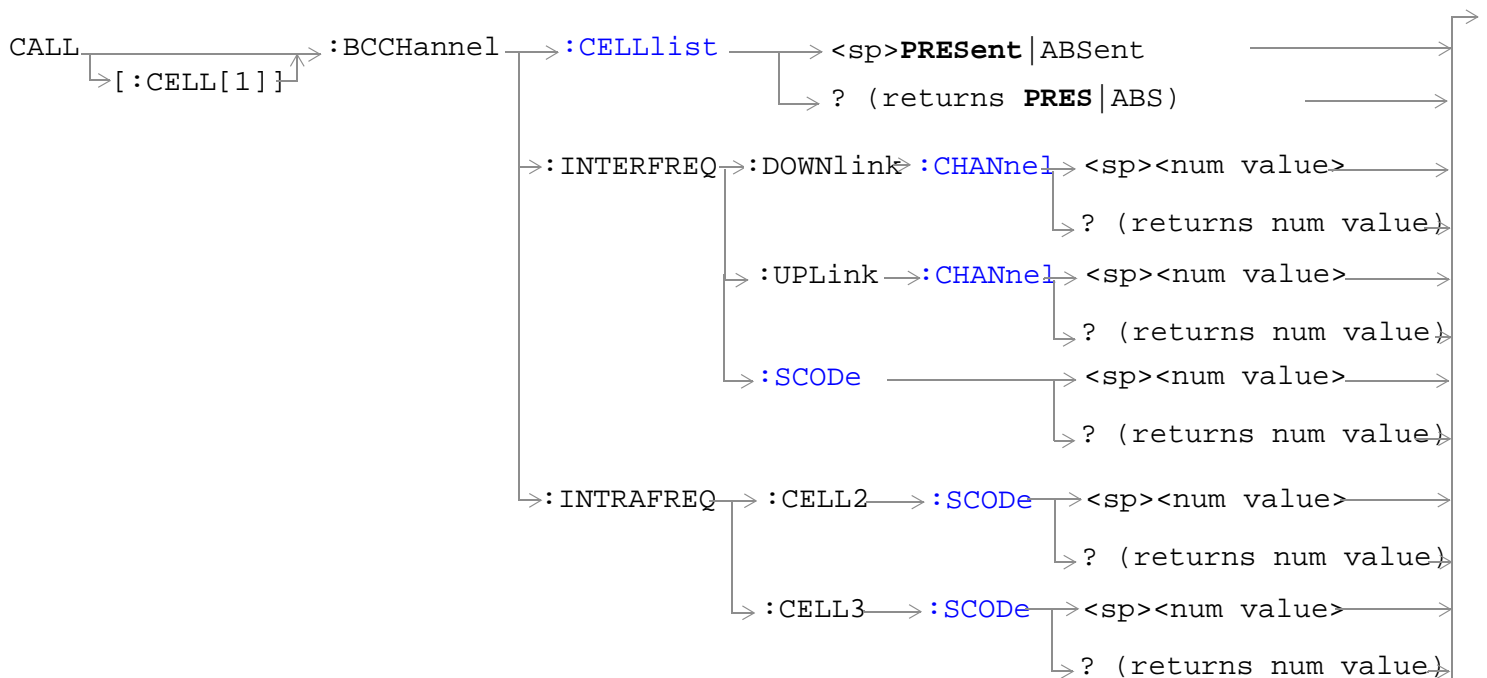 CALL :BCCHannel :CELLlist <sp>PRESent|ABSent
[:CELL[1]]
? (returns PRES|ABS)
:INTERFREQ :DOWNlink :CHANnel <sp><num value>
? (returns num value)
:UPLink :CHANnel <sp><num value>
? (returns num value)
:SCODe <sp><num value>
? (returns num value)
:INTRAFREQ :CELL2 :SCODe <sp><num value>
? (returns num value)
:CELL3 :SCODe <sp><num value>
? (returns num value)